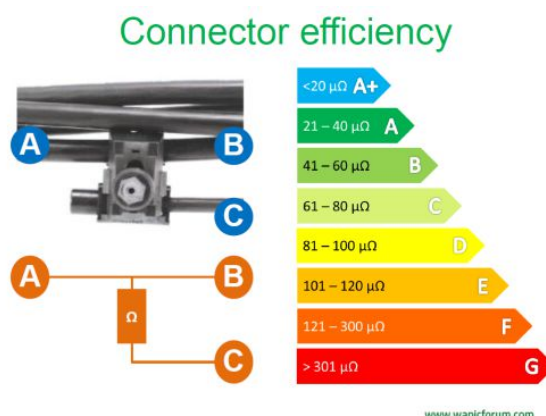 Connector efficiency
A
B
C
A
B
Ω
C
<20 μΩ A+
21 – 40 μΩ A
41 – 60 μΩ B
61 – 80 μΩ C
81 – 100 μΩ D
101 – 120 μΩ E
121 – 300 μΩ F
> 301 μΩ G
www.wapicforum.com